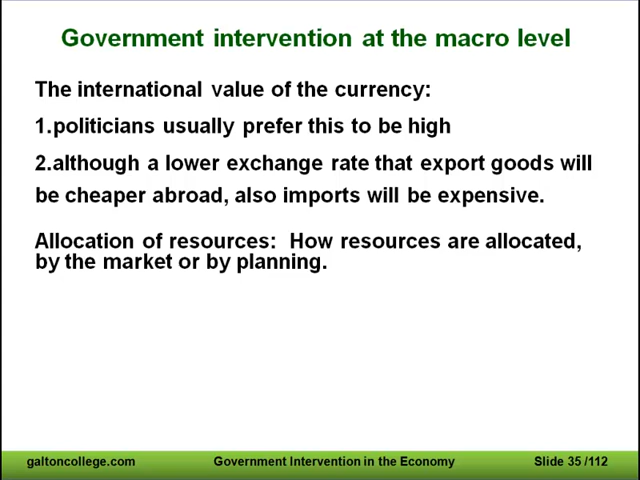 Government intervention at the macro level
The international value of the currency:
1.politicians usually prefer this to be high
2.although a lower exchange rate that export goods will
be cheaper abroad, also imports will be expensive.
Allocation of resources: How resources are allocated,
by the market or by planning.
galtoncollege.com Government Intervention in the Economy Slide 35 /112